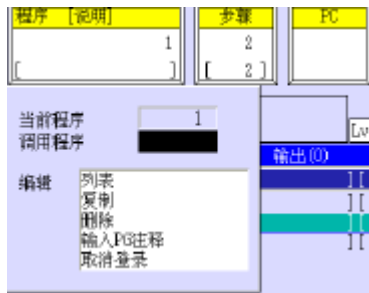 程序 [说明]
步骤
PC
1
2
[ ]
[ 2 ]
当前程序 1
调用程序
Lv
输出(O)
编辑
列表
][
复制
][
删除
][
输入PG注释
][
取消登录